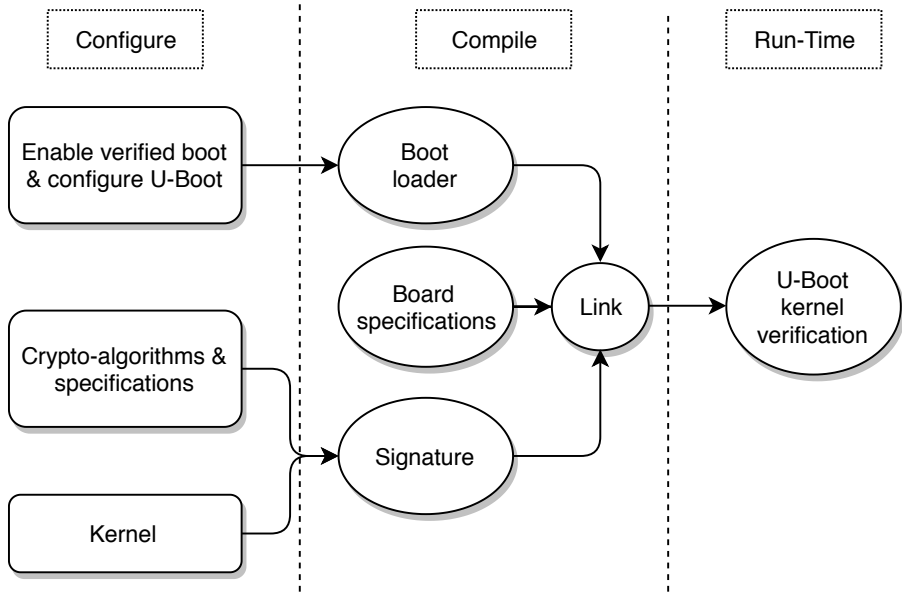 Configure
Compile
Run-Time
Enable verified boot
& configure U-Boot
Boot
loader
Board
specifications
Link
U-Boot
kernel
verification
Crypto-algorithms &
specifications
Signature
Kernel